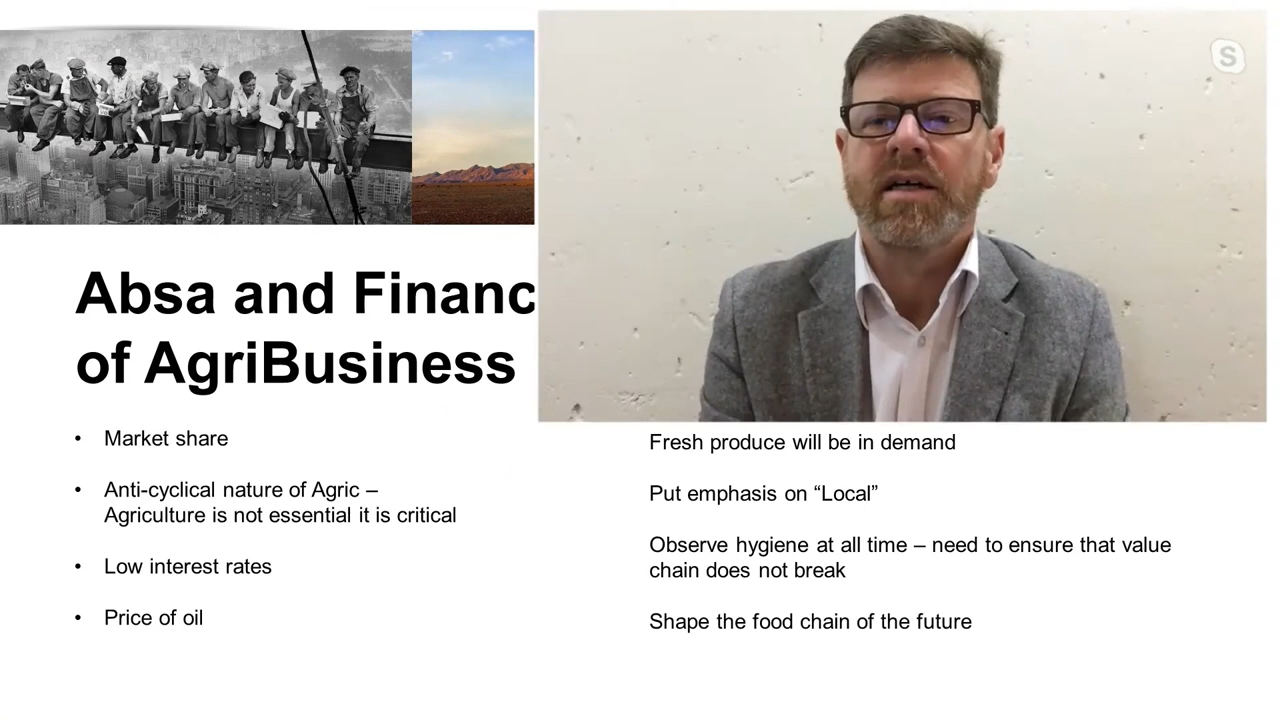 Absa and Financ
of AgriBusiness
• Market share
• Anti-cyclical nature of Agric –
Agriculture is not essential it is critical
• Low interest rates
• Price of oil
Fresh produce will be in demand
Put emphasis on “Local”
Observe hygiene at all time – need to ensure that value
chain does not break
Shape the food chain of the future
S